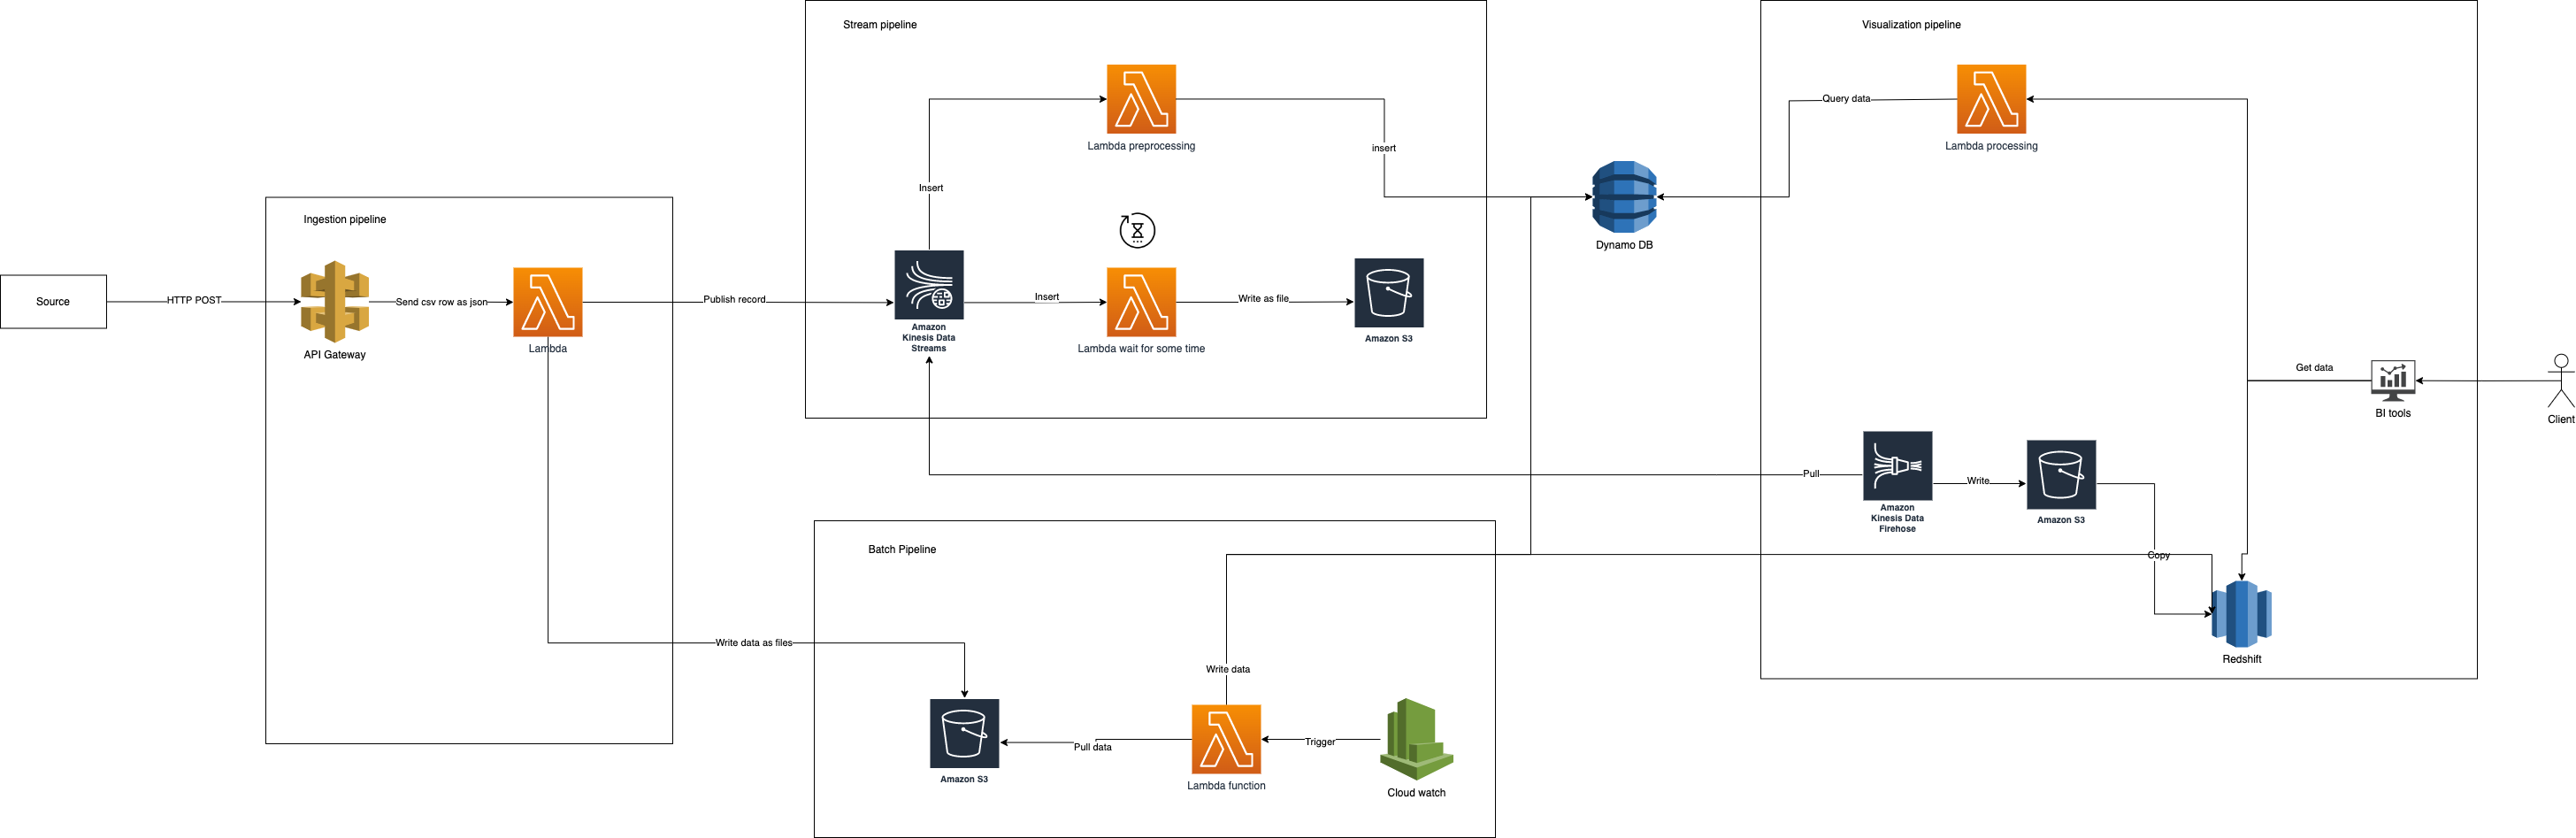 Stream pipeline
Visualization pipeline
Query data
Lambda preprocessing
insert
Lambda processing
Insert
Ingestion pipeline
Dynamo DB
Source
HTTP POST
Send csv row as json
Publish record
Insert
Write as file
Amazon
Kinesis Data
Streams
Lambda wait for some time
Amazon S3
API Gateway
Lambda
Get data
BI tools
Client
Pull
Write
Amazon
Kinesis Data
Firehose
Amazon S3
Batch Pipeline
Copy
Write data as files
Redshift
Write data
Pull data
Trigger
Amazon S3
Lambda function
Cloud watch